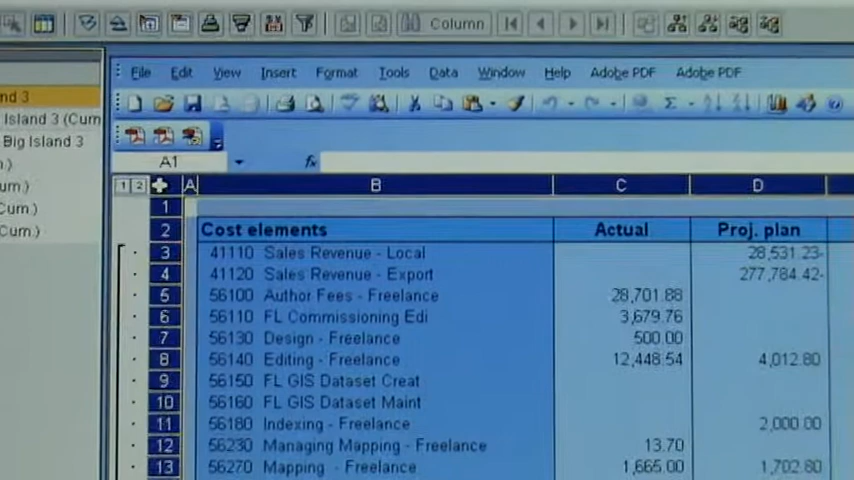 Column
nd 3
Island 3 (Cum
Big Island 3
.)
um.)
Cum.)
Cum.)
File Edit View Insert Format Tools Data Window Help Adobe PDF Adobe PDF
A1 fx
1 2 A B C D
1
2 Cost elements Actual Proj. plan
3 41110 Sales Revenue - Local 28,531.23-
4 41120 Sales Revenue - Export 277,784.42-
5 56100 Author Fees - Freelance 28,701.88
6 56110 FL Commissioning Edi 3,679.76
7 56130 Design - Freelance 500.00
8 56140 Editing - Freelance 12,448.54 4,012.80
9 56150 FL GIS Dataset Creat
10 56160 FL GIS Dataset Maint
11 56180 Indexing - Freelance 2,000.00
12 56230 Managing Mapping - Freelance 13.70
13 56270 Mapping - Freelance 1,665.00 1,702.80